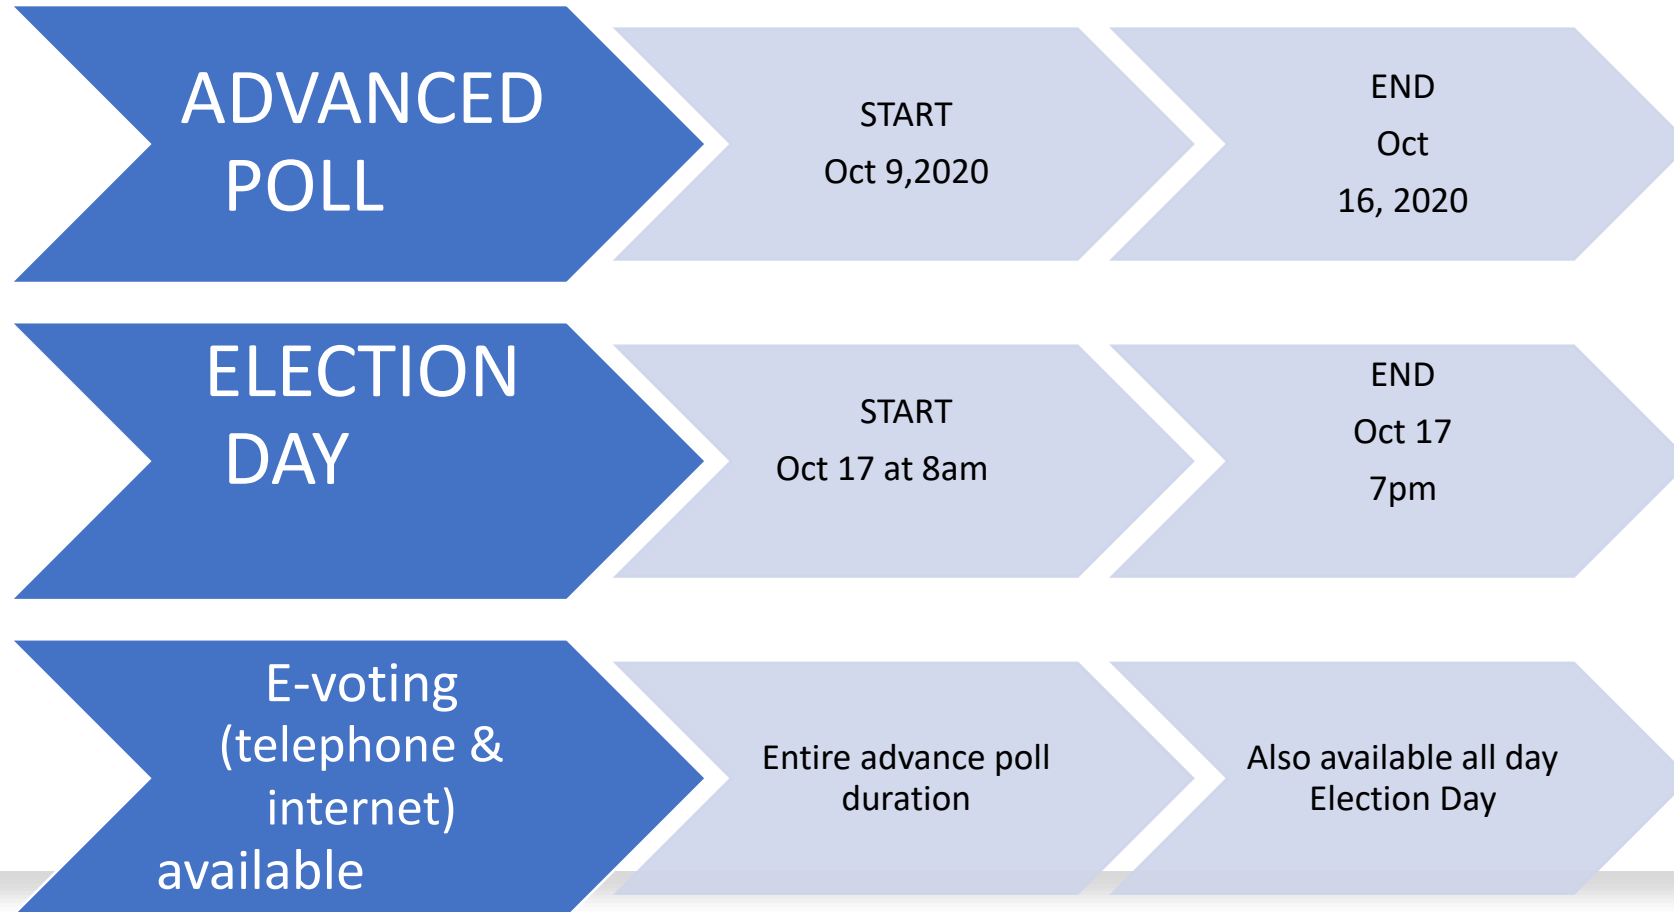 ADVANCED
POLL
START
Oct 9,2020
END
Oct
16, 2020
ELECTION
DAY
START
Oct 17 at 8am
END
Oct 17
7pm
E-voting
(telephone &
internet)
available
Entire advance poll
duration
Also available all day
Election Day